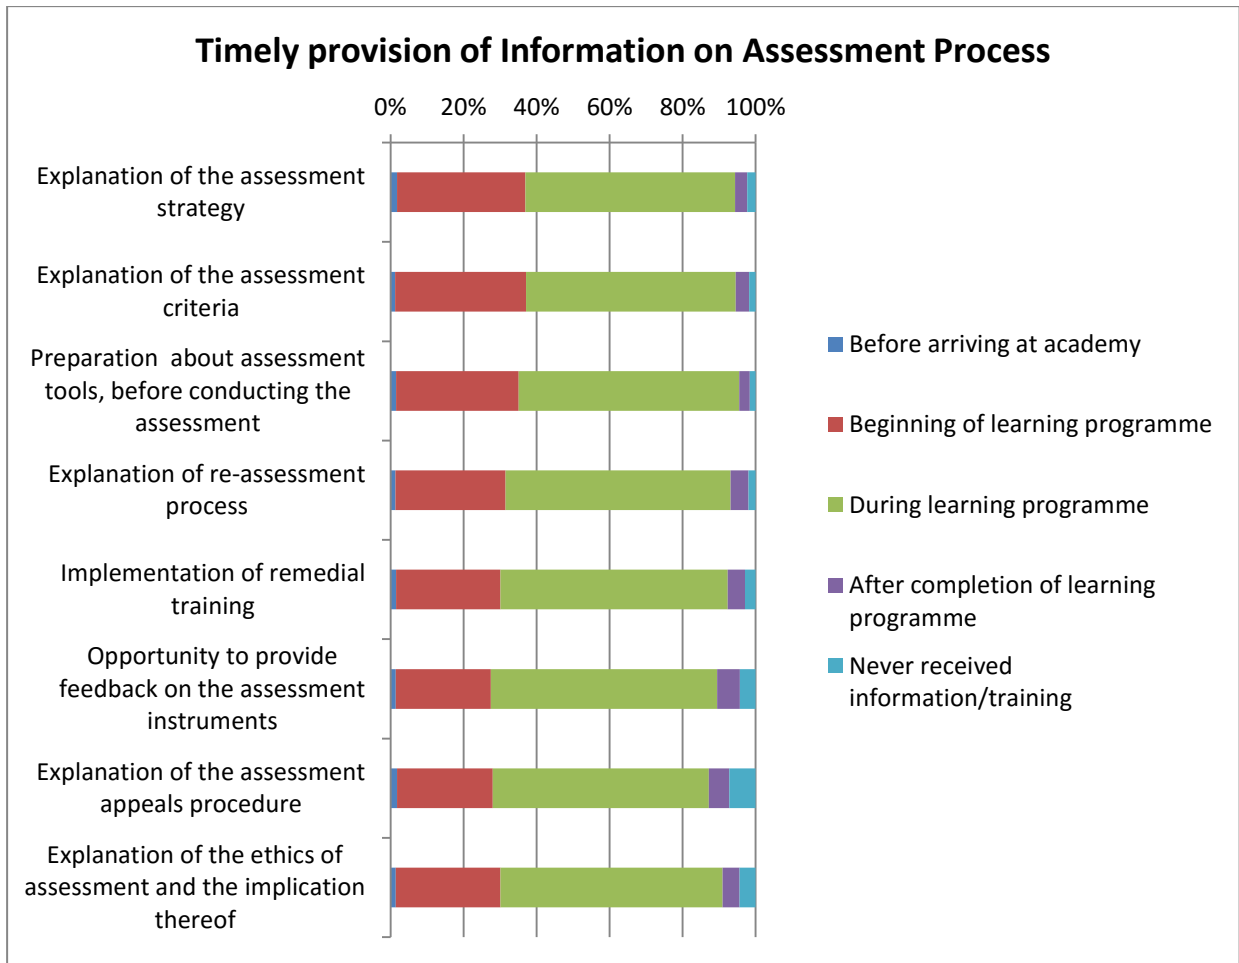 Timely provision of Information on Assessment Process
0% 20% 40% 60% 80% 100%
Explanation of the assessment
strategy
Explanation of the assessment
criteria
Preparation  about assessment
tools, before conducting the
assessment
Explanation of re-assessment
process
Implementation of remedial
training
Opportunity to provide
feedback on the assessment
instruments
Explanation of the assessment
appeals procedure
Explanation of the ethics of
assessment and the implication
thereof
Before arriving at academy
Beginning of learning programme
During learning programme
After completion of learning
programme
Never received
information/training